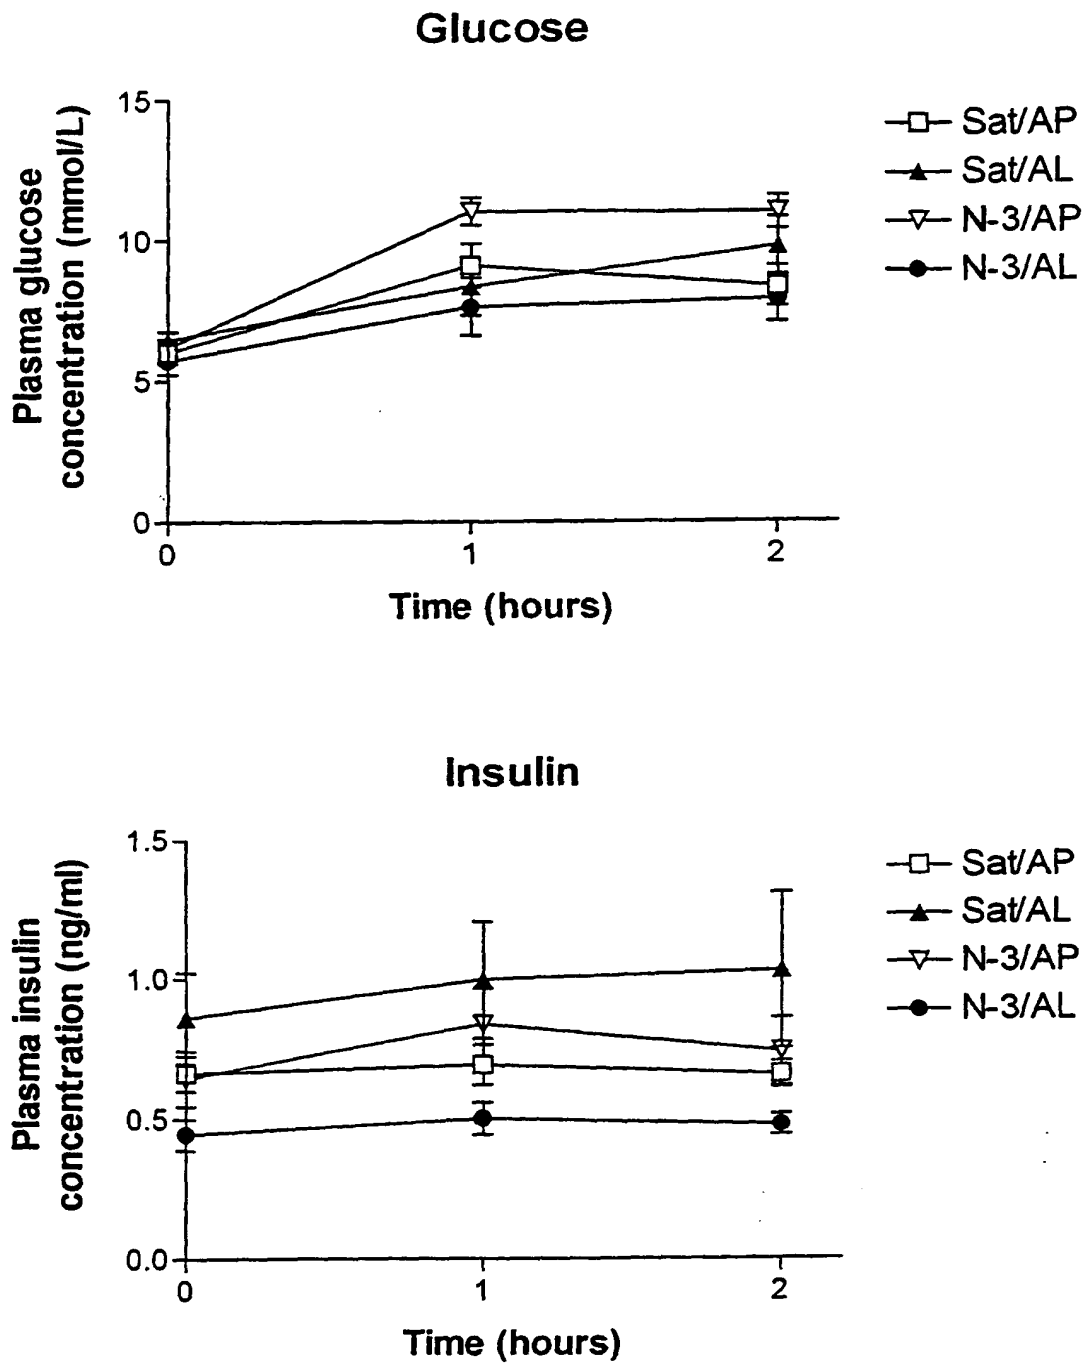 Glucose
Plasma glucose
concentration (mmol/L)
15
10
5
0
0
1
2
Time (hours)
Sat/AP
Sat/AL
N-3/AP
N-3/AL
Insulin
Plasma insulin
concentration (ng/ml)
1.5
1.0
0.5
0.0
0
1
2
Time (hours)
Sat/AP
Sat/AL
N-3/AP
N-3/AL